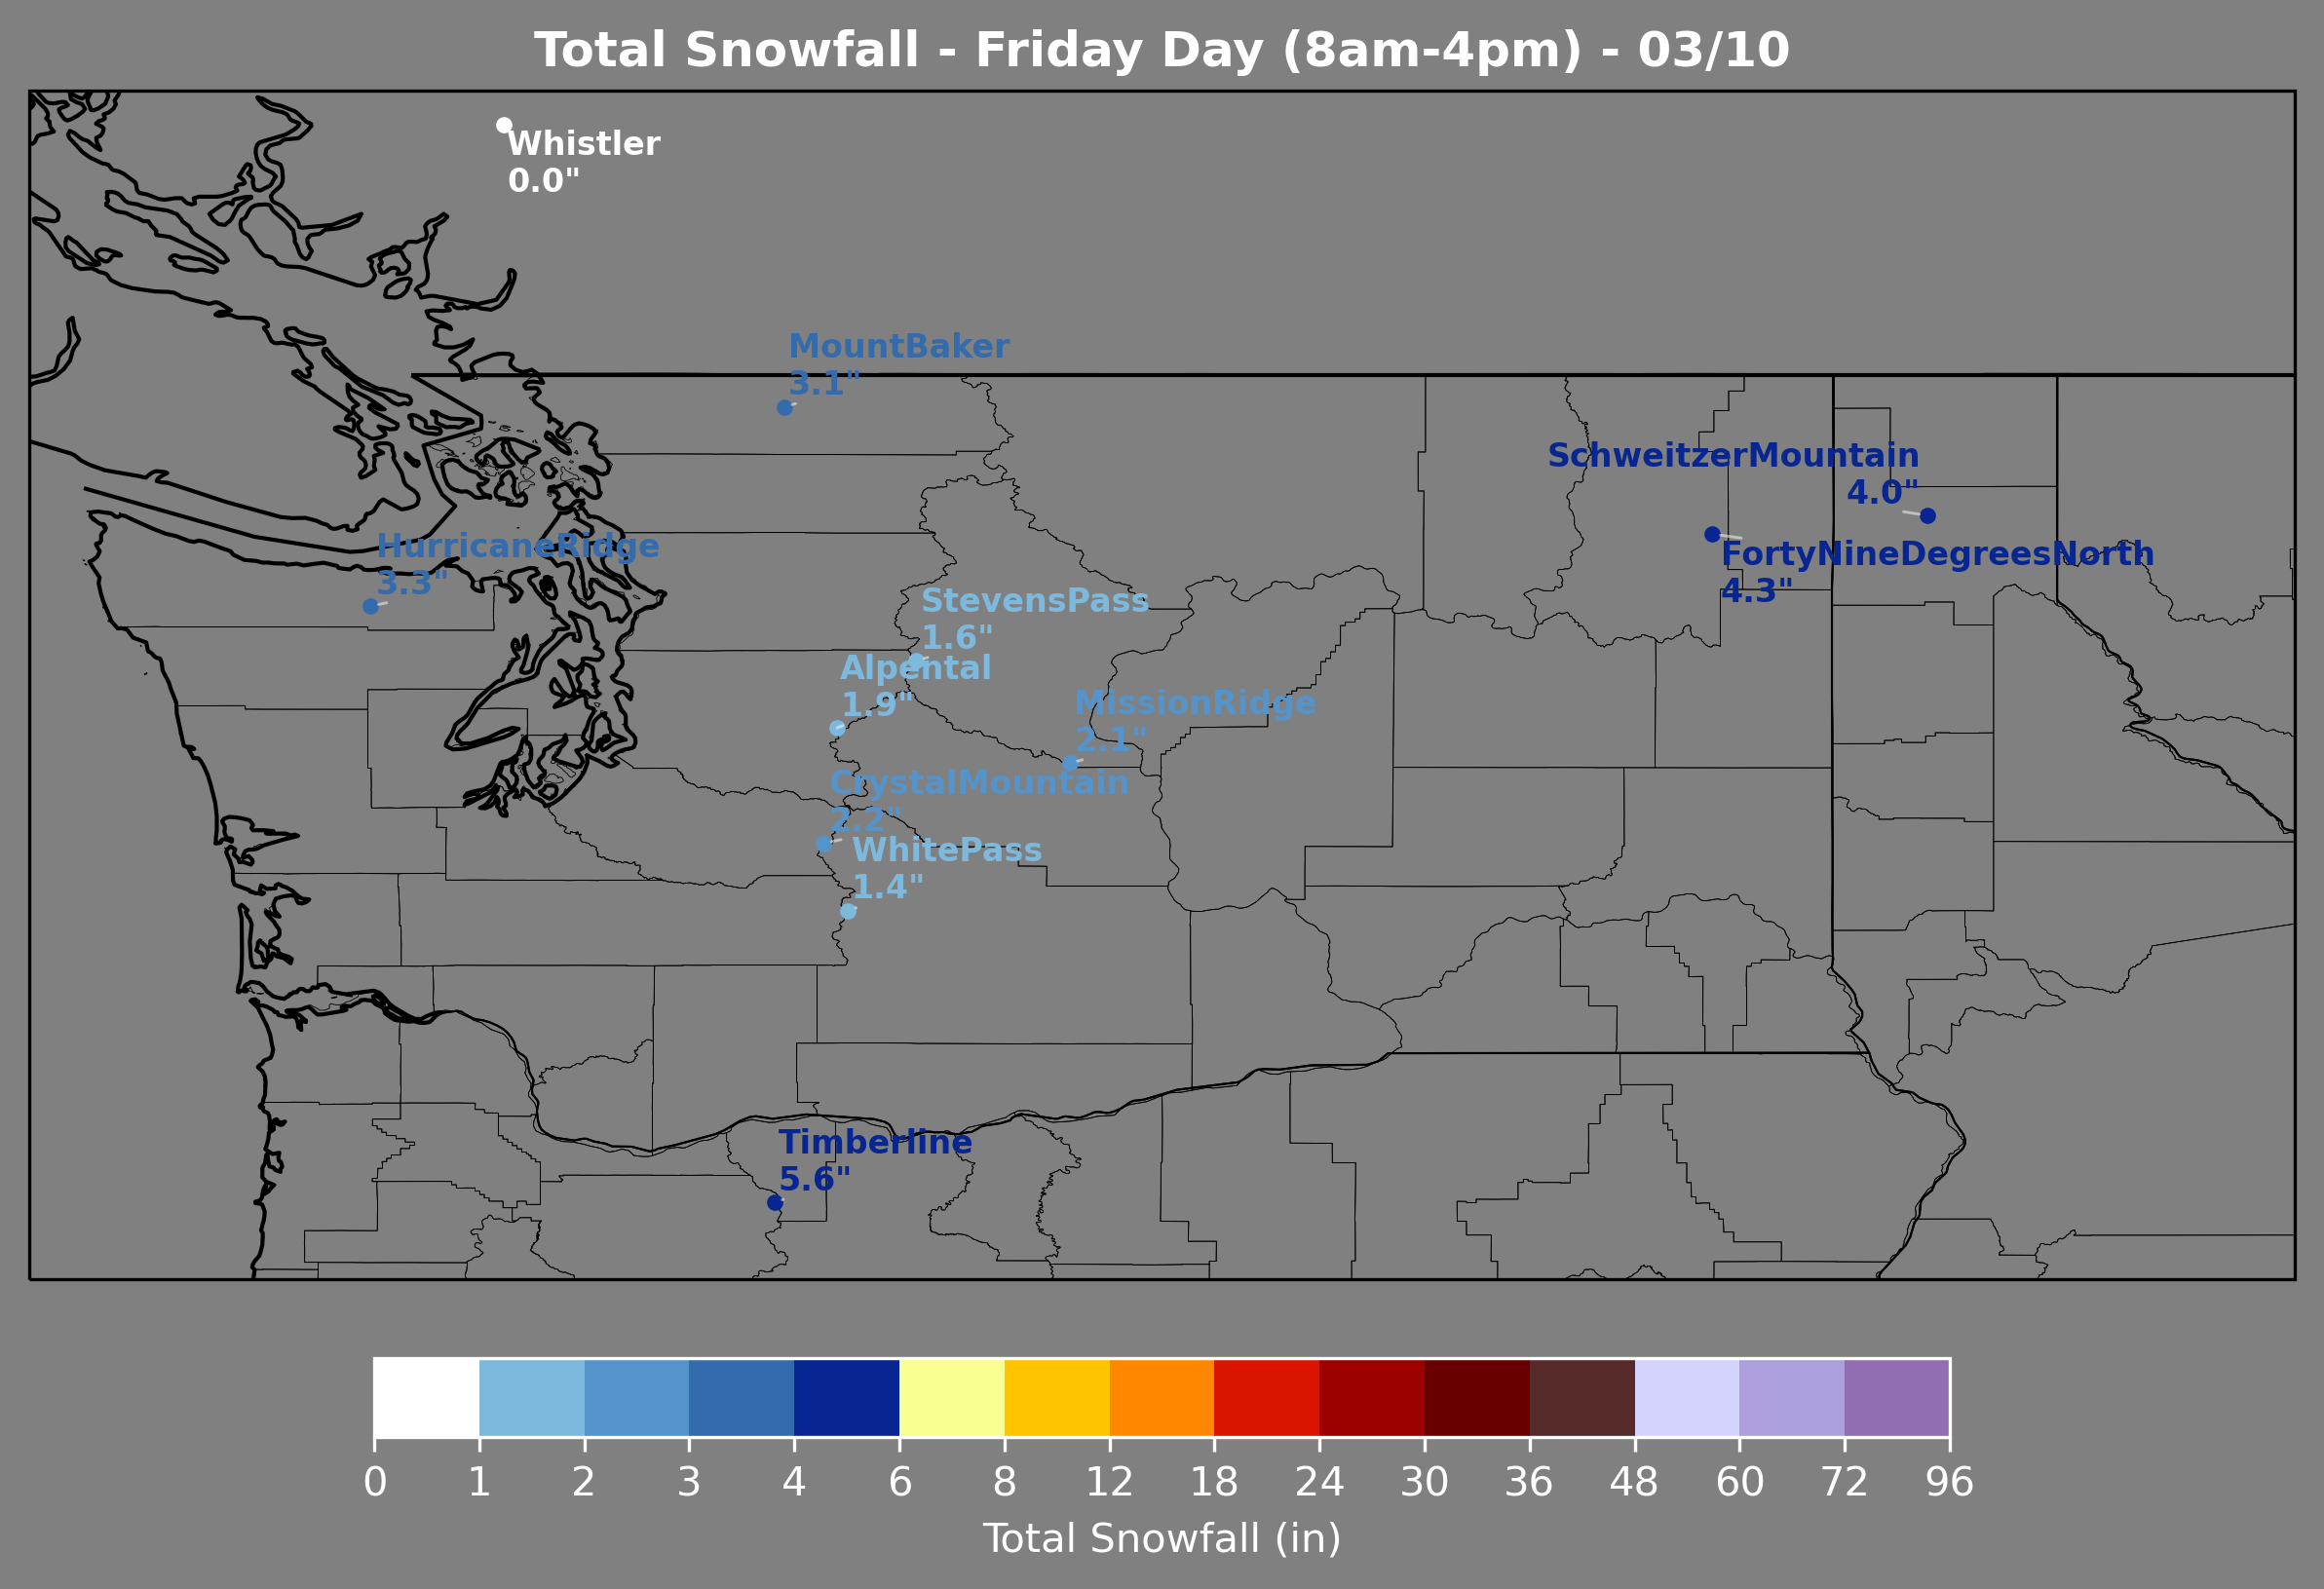 Total Snowfall - Friday Day (8am-4pm) - 03/10
Whistler
0.0"
MountBaker
3.1"
SchweitzerMountain
4.0"
HurricaneRidge
3.3"
FortyNineDegreesNorth
4.3"
StevensPass
1.6"
Alpental
1.9"
MissionRidge
2.1"
CrystalMountain
2.2"
WhitePass
1.4"
Timberline
5.6"
0 1 2 3 4 6 8 12 18 24 30 36 48 60 72 96
Total Snowfall (in)